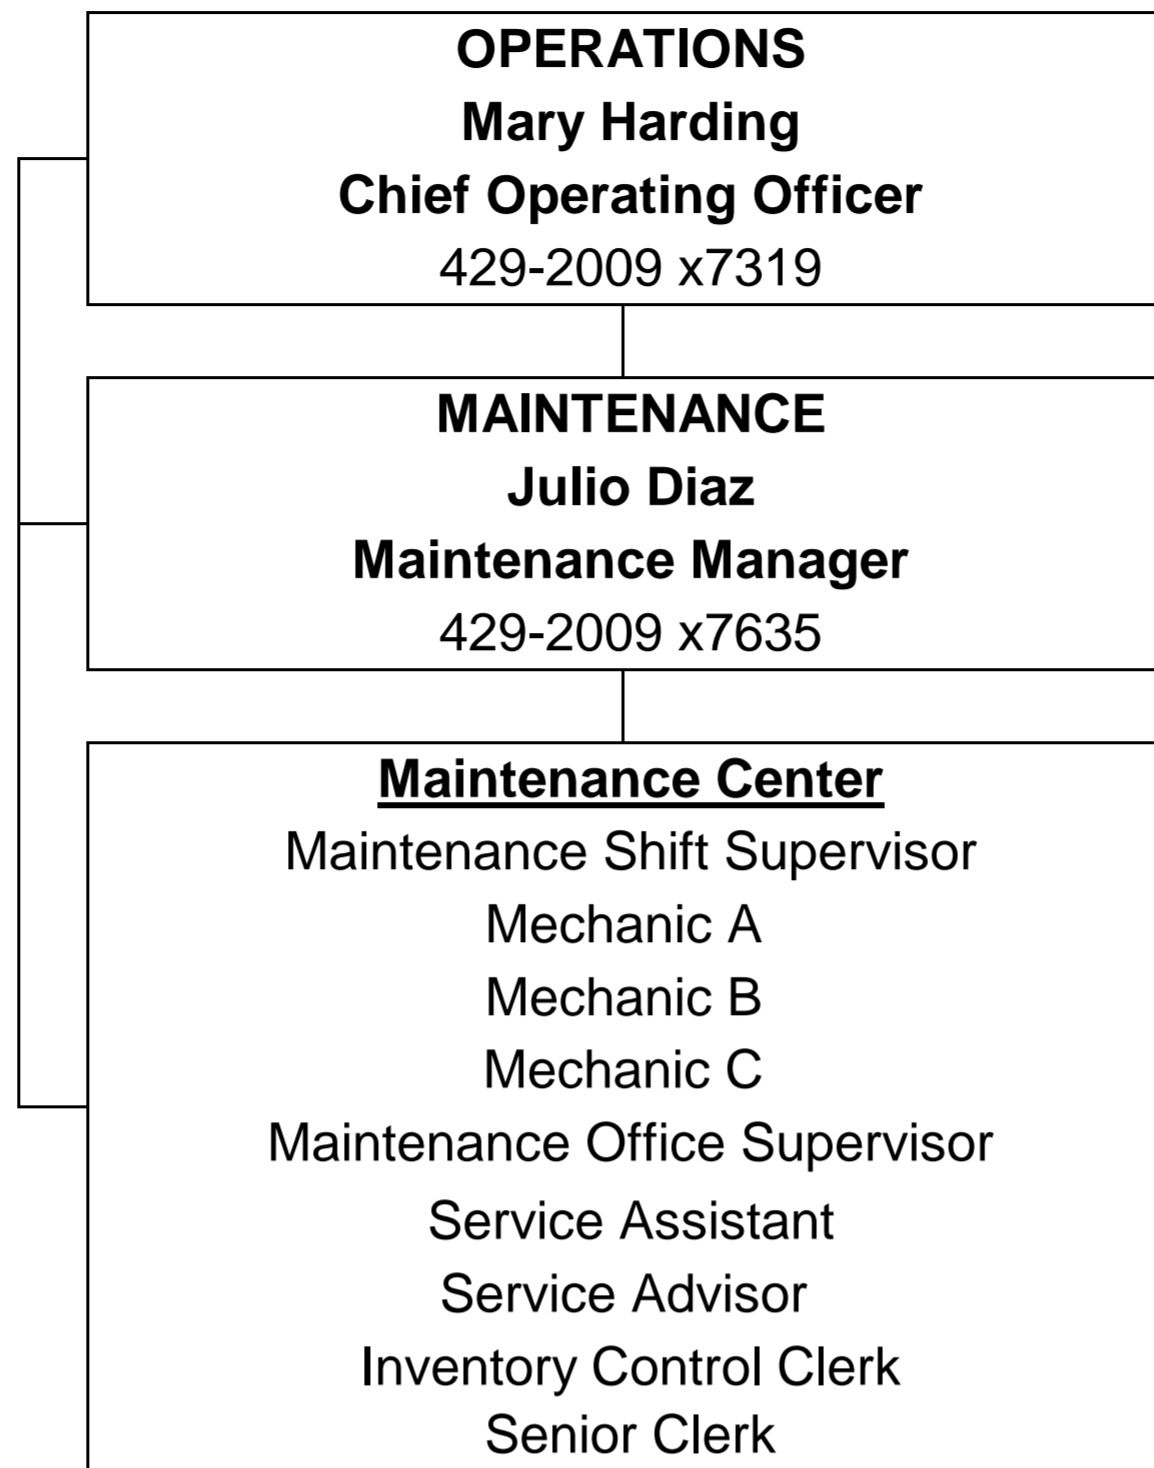 OPERATIONS
Mary Harding
Chief Operating Officer
429-2009 x7319
MAINTENANCE
Julio Diaz
Maintenance Manager
429-2009 x7635
Maintenance Center
Maintenance Shift Supervisor
Mechanic A
Mechanic B
Mechanic C
Maintenance Office Supervisor
Service Assistant
Service Advisor
Inventory Control Clerk
Senior Clerk